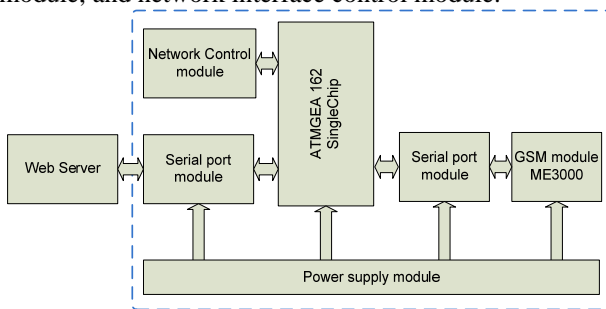 module, and network interface control module.
Network Control
module
ATMGEA 162
SingleChip
Web Server
Serial port
module
Serial port
module
GSM module
ME3000
Power supply module